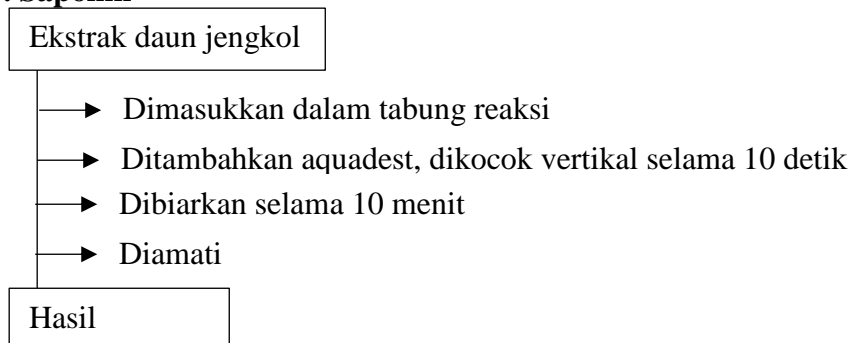 Saponin
Ekstrak daun jengkol
Dimasukkan dalam tabung reaksi
Ditambahkan aquadest, dikocok vertikal selama 10 detik
Dibiarkan selama 10 menit
Diamati
Hasil